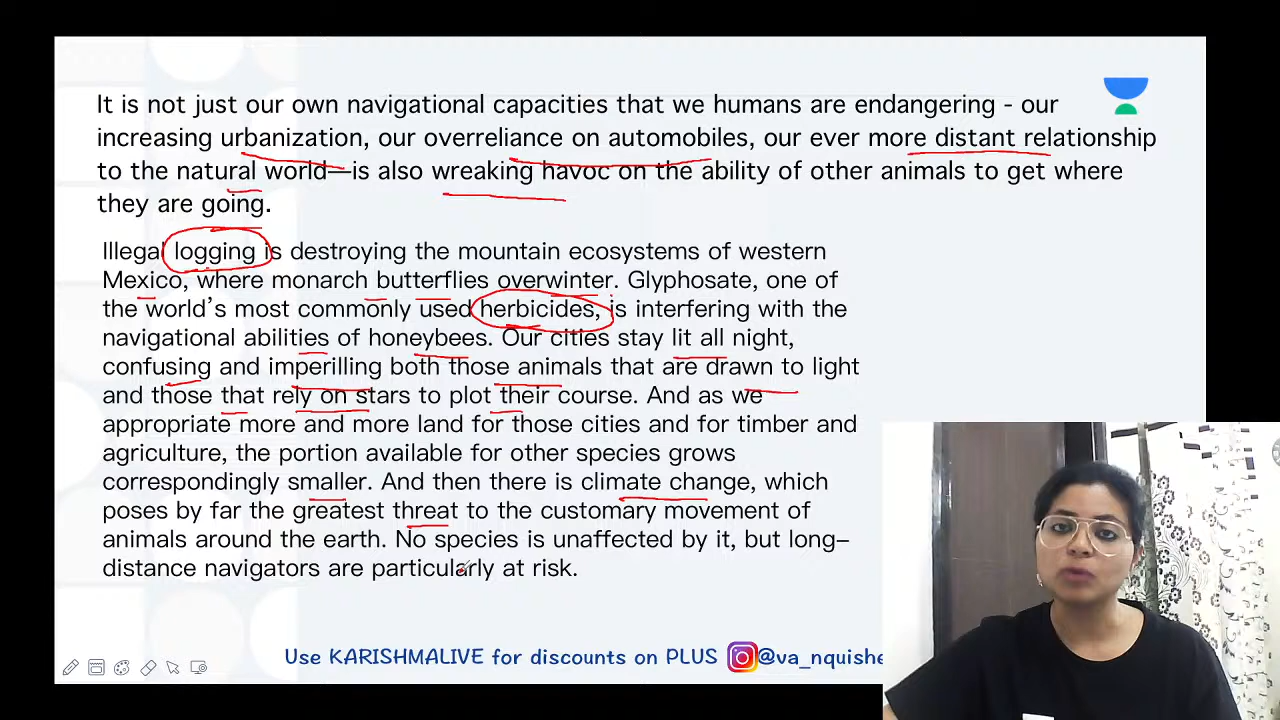 It is not just our own navigational capacities that we humans are endangering - our
increasing urbanization, our overreliance on automobiles, our ever more distant relationship
to the natural world—is also wreaking havoc on the ability of other animals to get where
they are going.
Illegal logging is destroying the mountain ecosystems of western
Mexico, where monarch butterflies overwinter. Glyphosate, one of
the world's most commonly used herbicides, is interfering with the
navigational abilities of honeybees. Our cities stay lit all night,
confusing and imperilling both those animals that are drawn to light
and those that rely on stars to plot their course. And as we
appropriate more and more land for those cities and for timber and
agriculture, the portion available for other species grows
correspondingly smaller. And then there is climate change, which
poses by far the greatest threat to the customary movement of
animals around the earth. No species is unaffected by it, but long-
distance navigators are particularly at risk.
Use KARISHMALIVE for discounts on PLUS @va_nquishe